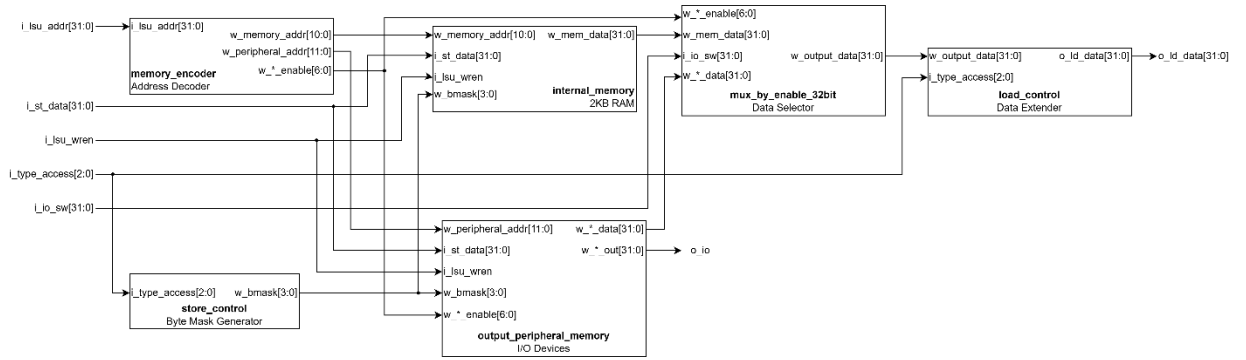 i_lsu_addr[31:0]
i_st_data[31:0]
i_lsu_wren
i_type_access[2:0]
i_io_sw[31:0]
i_lsu_addr[31:0]
w_memory_addr[10:0]
w_peripheral_addr[11:0]
w_*_enable[6:0]
memory_encoder
Address Decoder
w_memory_addr[10:0] w_mem_data[31:0]
i_st_data[31:0]
i_lsu_wren
w_bmask[3:0]
internal_memory
2KB RAM
w_*_enable[6:0]
w_mem_data[31:0]
i_io_sw[31:0] w_output_data[31:0]
w_*_data[31:0]
mux_by_enable_32bit
Data Selector
w_output_data[31:0] o_ld_data[31:0]
i_type_access[2:0]
load_control
Data Extender
o_ld_data[31:0]
i_type_access[2:0] w_bmask[3:0]
store_control
Byte Mask Generator
w_peripheral_addr[11:0] w_*_data[31:0]
i_st_data[31:0] w_*_out[31:0]
i_lsu_wren
w_bmask[3:0]
w_*_enable[6:0]
output_peripheral_memory
I/O Devices
o_io